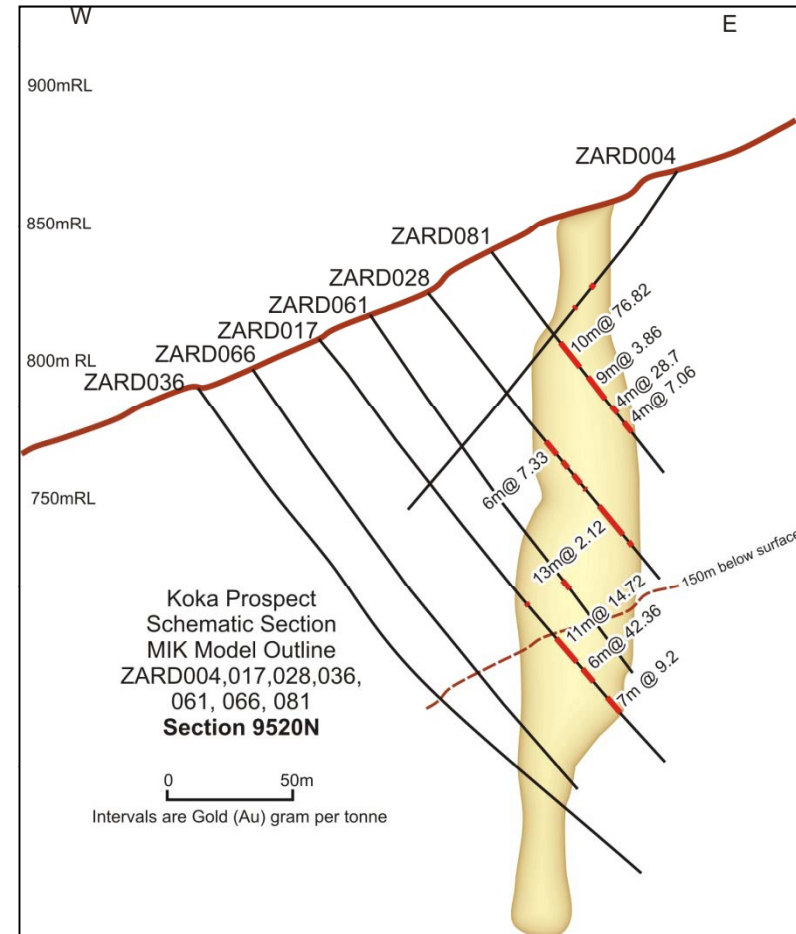 W
E
900mRL
ZARD004
850mRL
ZARD081
ZARD028
ZARD061
ZARD017
800m RL
ZARD066
ZARD036
10m@ 76.82
9m@ 3.86
4m@ 28.7
4m@ 7.06
750mRL
6m@ 7.33
13m@ 2.12
150m below surface
11m@ 14.72
6m@ 42.36
7m @ 9.2
Koka Prospect
Schematic Section
MIK Model Outline
ZARD004,017,028,036,
061, 066, 081
Section 9520N
0 50m
Intervals are Gold (Au) gram per tonne